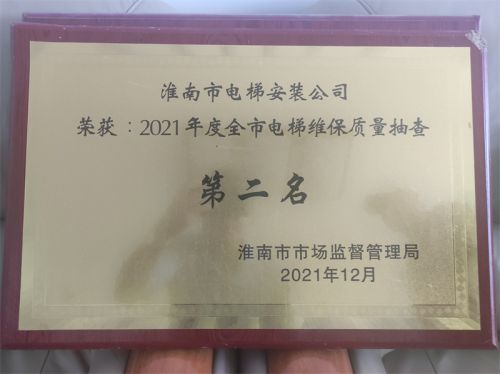 淮南市电梯安装公司
荣获：2021年度全市电梯维保质量抽查
第二名
淮南市市场监督管理局
2021年12月